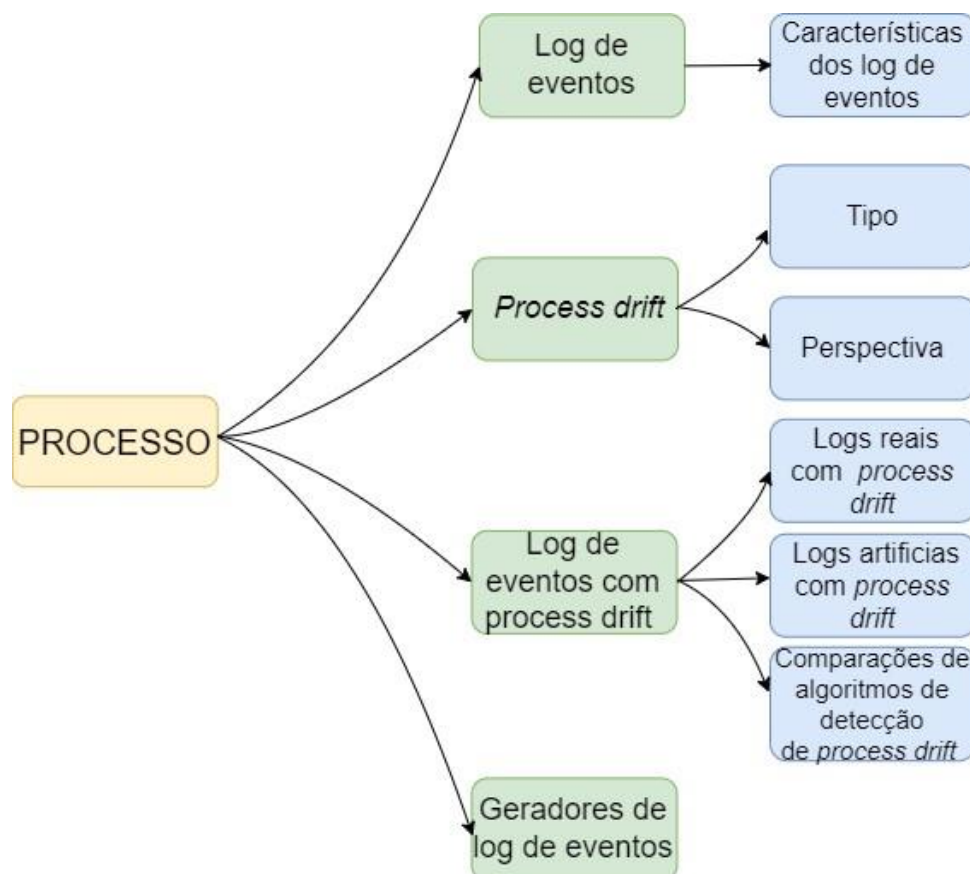 Log de
eventos
Características
dos log de
eventos
Tipo
Process drift
Perspectiva
PROCESSO
Logs reais
com process
drift
Log de
eventos com
process drift
Logs artificias
com process
drift
Comparações de
algoritmos de
detecção
de process drift
Geradores de
log de eventos